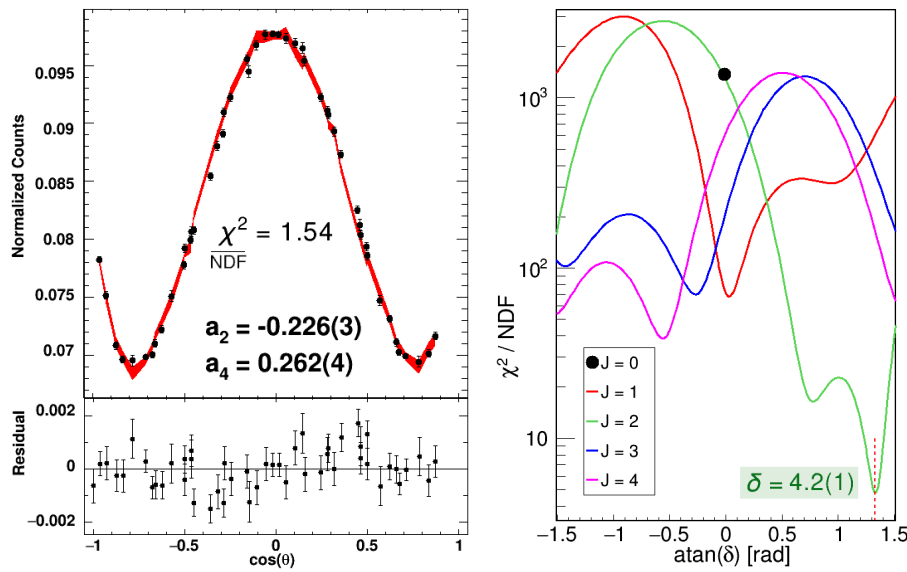 Normalized Counts
0.095
0.09
0.085
0.08
0.075
0.07
χ² / NDF = 1.54
a₂ = -0.226(3)
a₄ = 0.262(4)
Residual
0.002
0
−0.002
−1
−0.5
0
0.5
1
cos(θ)
χ² / NDF
10³
10²
10
J = 0
J = 1
J = 2
J = 3
J = 4
δ = 4.2(1)
−1.5
−1
−0.5
0
0.5
1
1.5
atan(δ) [rad]